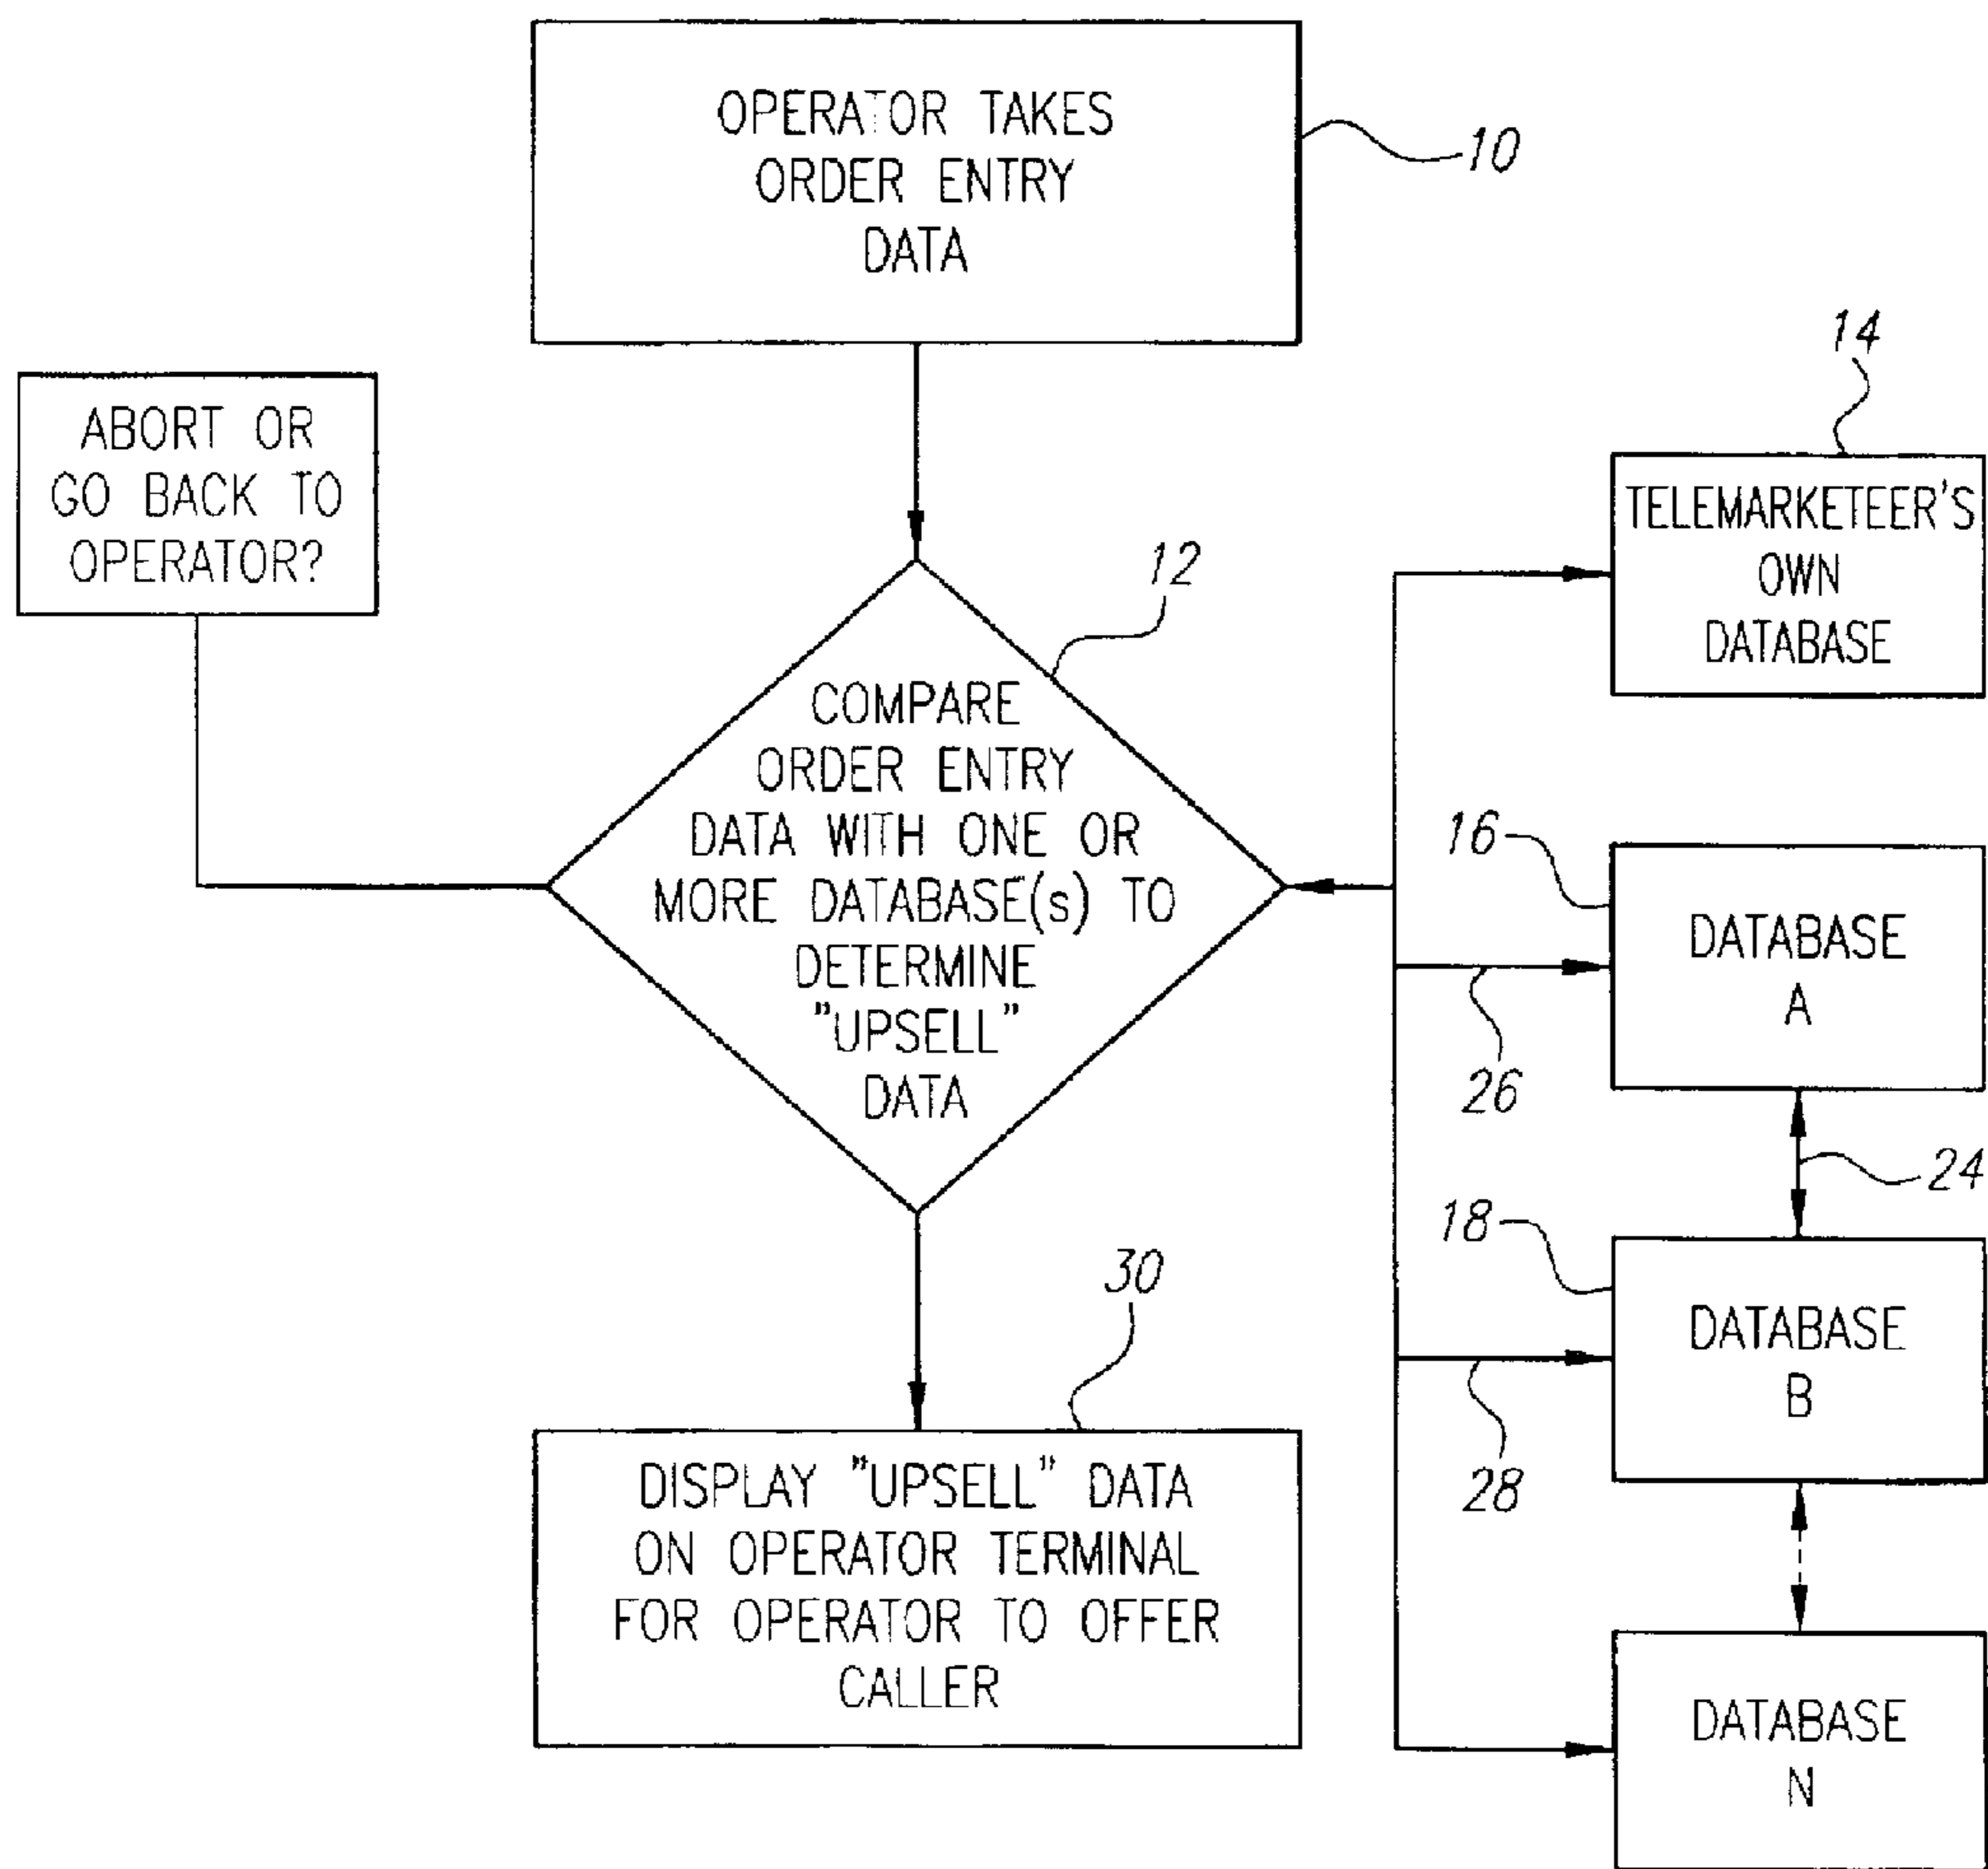 OPERATOR TAKES
ORDER ENTRY
DATA
10
ABORT OR
GO BACK TO
OPERATOR?
14
TELEMARKETEER'S
OWN
DATABASE
12
COMPARE
ORDER ENTRY
DATA WITH ONE OR
MORE DATABASE(s) TO
DETERMINE
"UPSELL"
DATA
16
DATABASE
A
26
24
18
DATABASE
B
28
30
DISPLAY "UPSELL" DATA
ON OPERATOR TERMINAL
FOR OPERATOR TO OFFER
CALLER
DATABASE
N